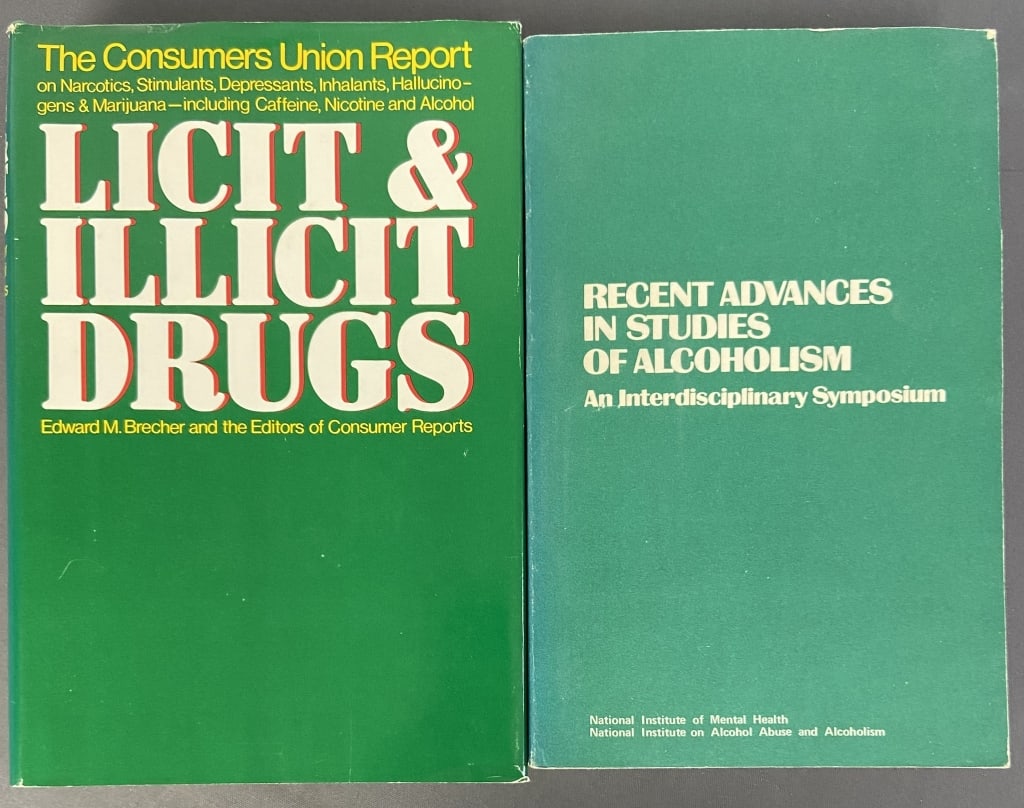 The Consumers Union Report
on Narcotics, Stimulants, Depressants, Inhalants, Hallucino-
gens & Marijuana—including Caffeine, Nicotine and Alcohol
LICIT &
ILLICIT
DRUGS
Edward M. Brecher and the Editors of Consumer Reports
RECENT ADVANCES
IN STUDIES
OF ALCOHOLISM
An Interdisciplinary Symposium
National Institute of Mental Health
National Institute on Alcohol Abuse and Alcoholism